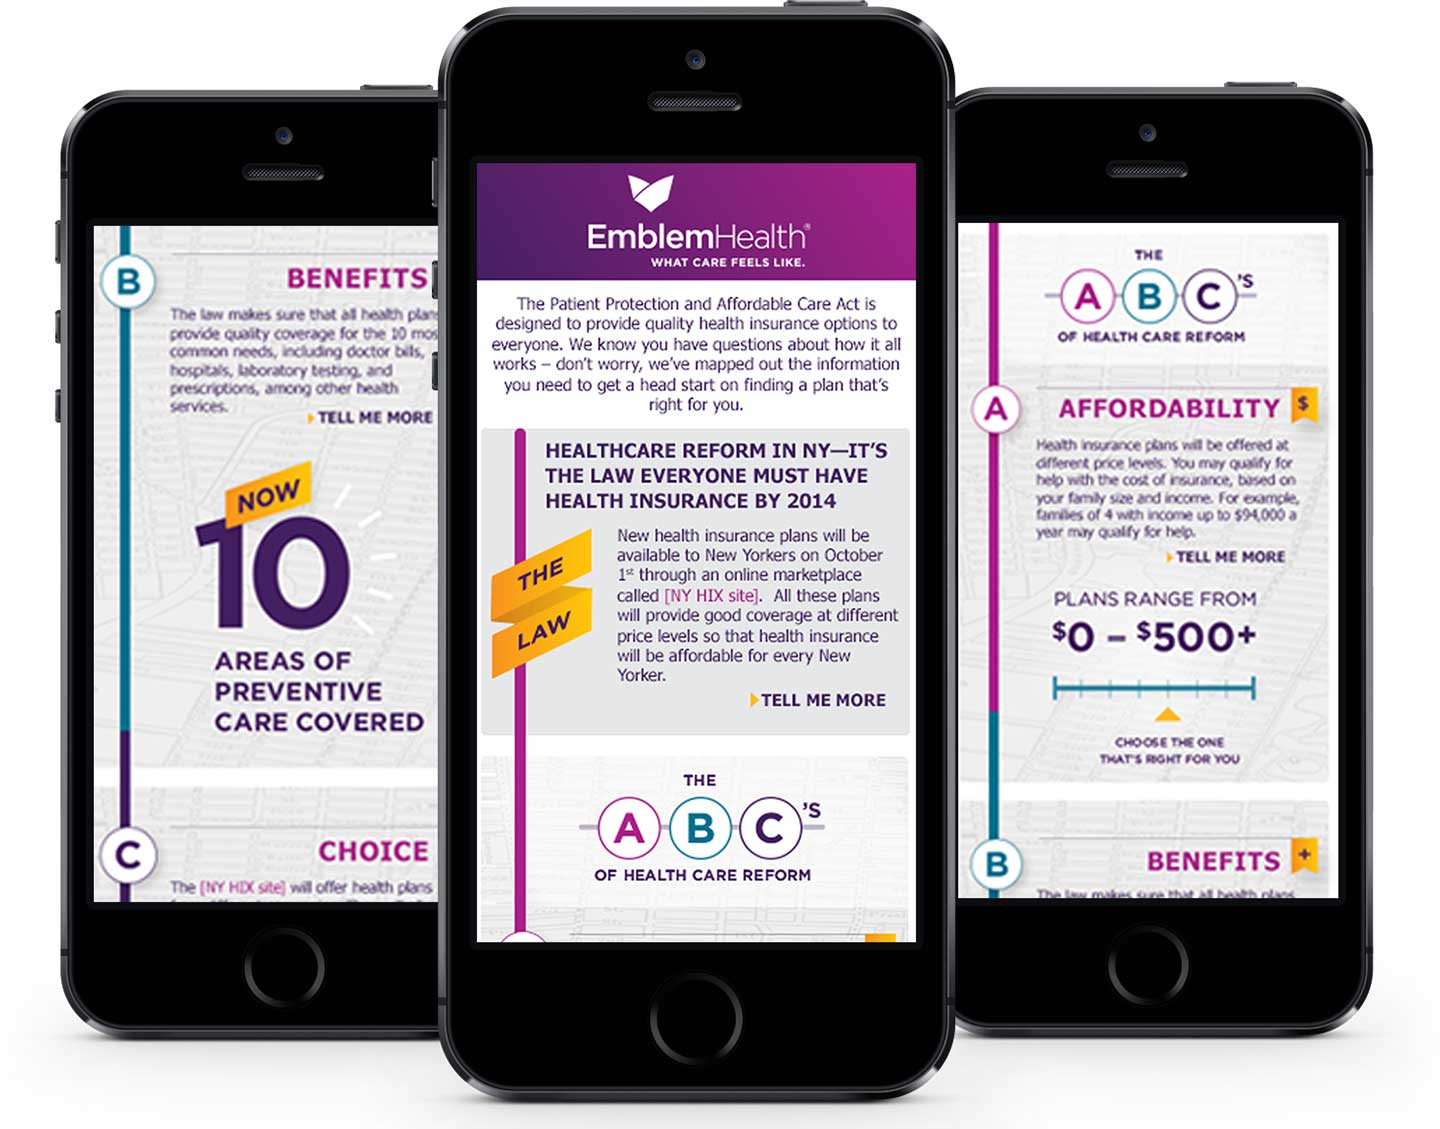 B
BENEFITS
The law makes sure that all health plans
provide quality coverage for the 10 mos
common needs, including doctor bills,
hospitals, laboratory testing, and
prescriptions, among other health
services.
TELL ME MORE
NOW
10
AREAS OF
PREVENTIVE
CARE COVERED
C
CHOICE
The [NY HIX site] will offer health plans
EmblemHealth®
WHAT CARE FEELS LIKE.
The Patient Protection and Affordable Care Act is
designed to provide quality health insurance options to
everyone. We know you have questions about how it all
works – don't worry, we've mapped out the information
you need to get a head start on finding a plan that's
right for you.
HEALTHCARE REFORM IN NY—IT'S
THE LAW EVERYONE MUST HAVE
HEALTH INSURANCE BY 2014
THE
LAW
New health insurance plans will be
available to New Yorkers on October
1st through an online marketplace
called [NY HIX site]. All these plans
will provide good coverage at different
price levels so that health insurance
will be affordable for every New
Yorker.
TELL ME MORE
THE
A B C 'S
OF HEALTH CARE REFORM
THE
A B C 'S
OF HEALTH CARE REFORM
A
AFFORDABILITY $
Health insurance plans will be offered at
different price levels. You may qualify for
help with the cost of insurance, based on
your family size and income. For example,
families of 4 with income up to $94,000 a
year may qualify for help.
TELL ME MORE
PLANS RANGE FROM
$0 – $500+
CHOOSE THE ONE
THAT'S RIGHT FOR YOU
B
BENEFITS +
The law makes sure that all health plans